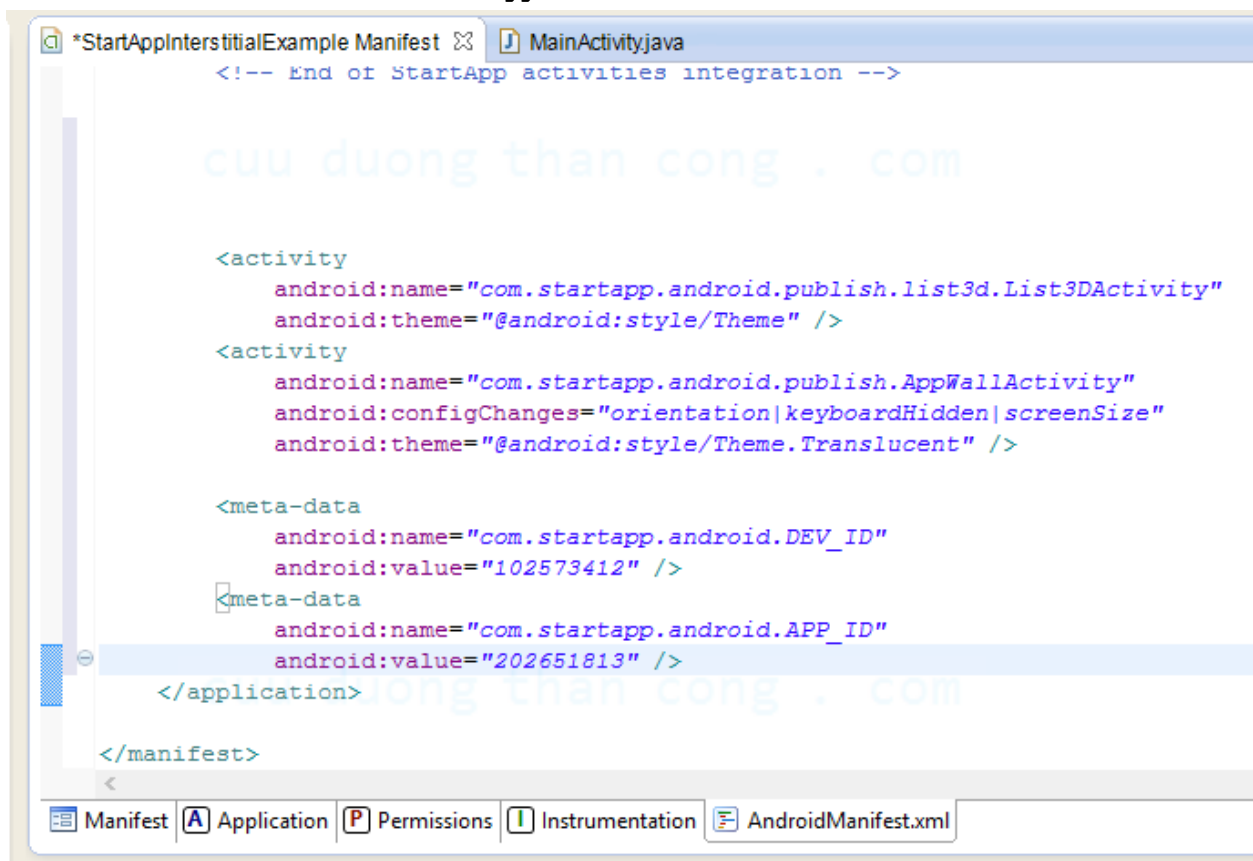 *StartAppInterstitialExample Manifest MainActivity.java
<!-- End of StartApp activities integration -->
cuu duong than cong . com
<activity
android:name="com.startapp.android.publish.list3d.List3DActivity"
android:theme="@android:style/Theme" />
<activity
android:name="com.startapp.android.publish.AppWallActivity"
android:configChanges="orientation|keyboardHidden|screenSize"
android:theme="@android:style/Theme.Translucent" />
<meta-data
android:name="com.startapp.android.DEV_ID"
android:value="102573412" />
<meta-data
android:name="com.startapp.android.APP_ID"
android:value="202651813" />
</application>
cuu duong than cong . com
</manifest>
Manifest A Application P Permissions I Instrumentation AndroidManifest.xml